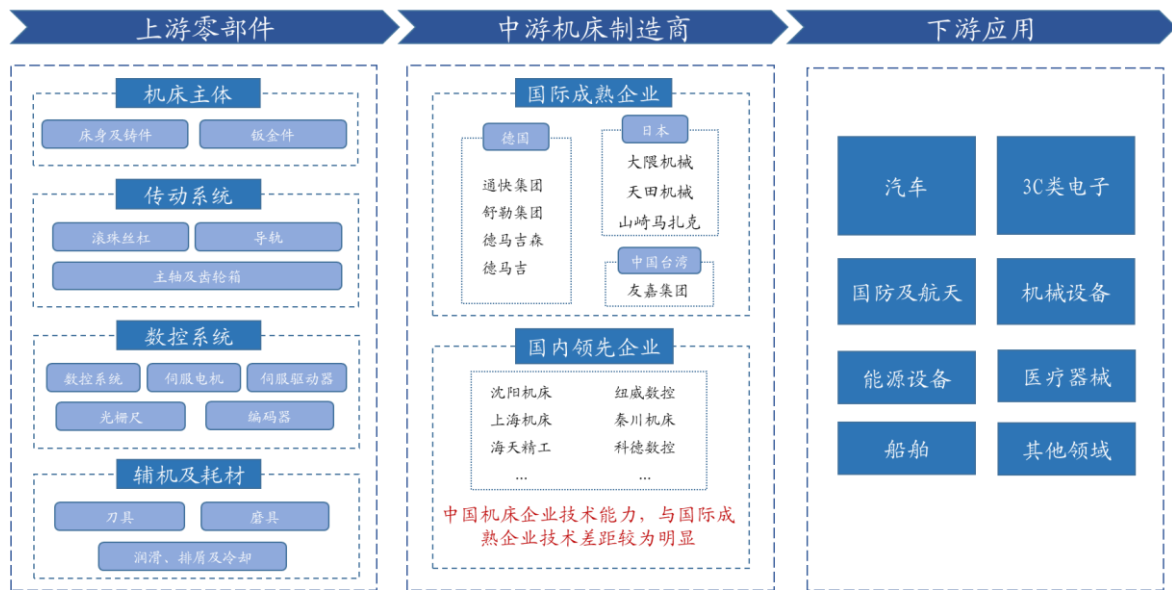 上游零部件
中游机床制造商
下游应用
机床主体
床身及铸件
钣金件
传动系统
滚珠丝杠
导轨
主轴及齿轮箱
数控系统
数控系统
伺服电机
伺服驱动器
光栅尺
编码器
辅机及耗材
刀具
磨具
润滑、排屑及冷却
国际成熟企业
德国
通快集团
舒勒集团
德马吉森
德马吉
日本
大隈机械
天田机械
山崎马扎克
中国台湾
友嘉集团
国内领先企业
沈阳机床
纽威数控
上海机床
秦川机床
海天精工
科德数控
...
...
中国机床企业技术能力，与国际成
熟企业技术差距较为明显
汽车
3C类电子
国防及航天
机械设备
能源设备
医疗器械
船舶
其他领域